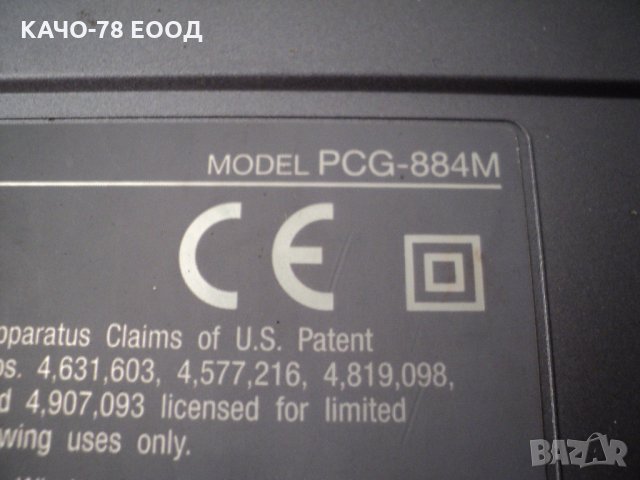 КАЧО-78 ЕООД
MODEL PCG-884M
CE
pparatus Claims of U.S. Patent
os. 4,631,603, 4,577,216, 4,819,098,
d 4,907,093 licensed for limited
wing uses only.
BAZAR